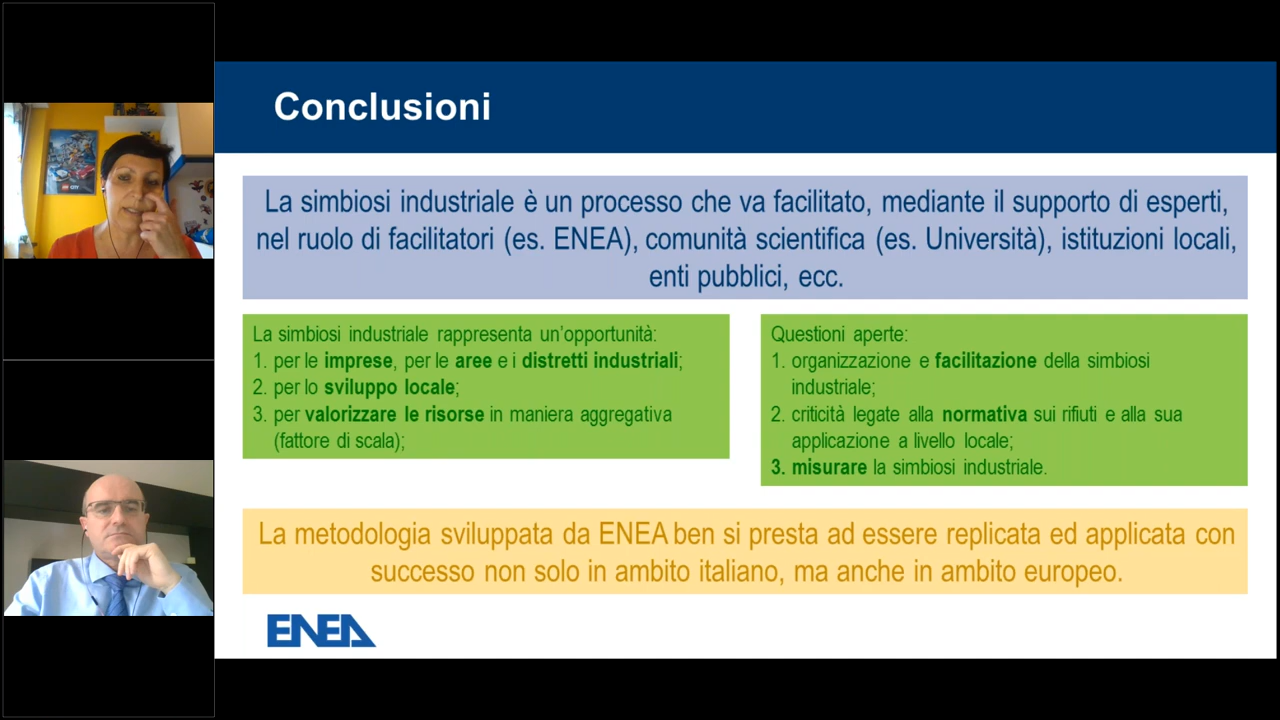 Conclusioni
La simbiosi industriale è un processo che va facilitato, mediante il supporto di esperti,
nel ruolo di facilitatori (es. ENEA), comunità scientifica (es. Università), istituzioni locali,
enti pubblici, ecc.
La simbiosi industriale rappresenta un'opportunità:
1. per le imprese, per le aree e i distretti industriali;
2. per lo sviluppo locale;
3. per valorizzare le risorse in maniera aggregativa
(fattore di scala);
Questioni aperte:
1. organizzazione e facilitazione della simbiosi
industriale;
2. criticità legate alla normativa sui rifiuti e alla sua
applicazione a livello locale;
3. misurare la simbiosi industriale.
La metodologia sviluppata da ENEA ben si presta ad essere replicata ed applicata con
successo non solo in ambito italiano, ma anche in ambito europeo.
ENEA